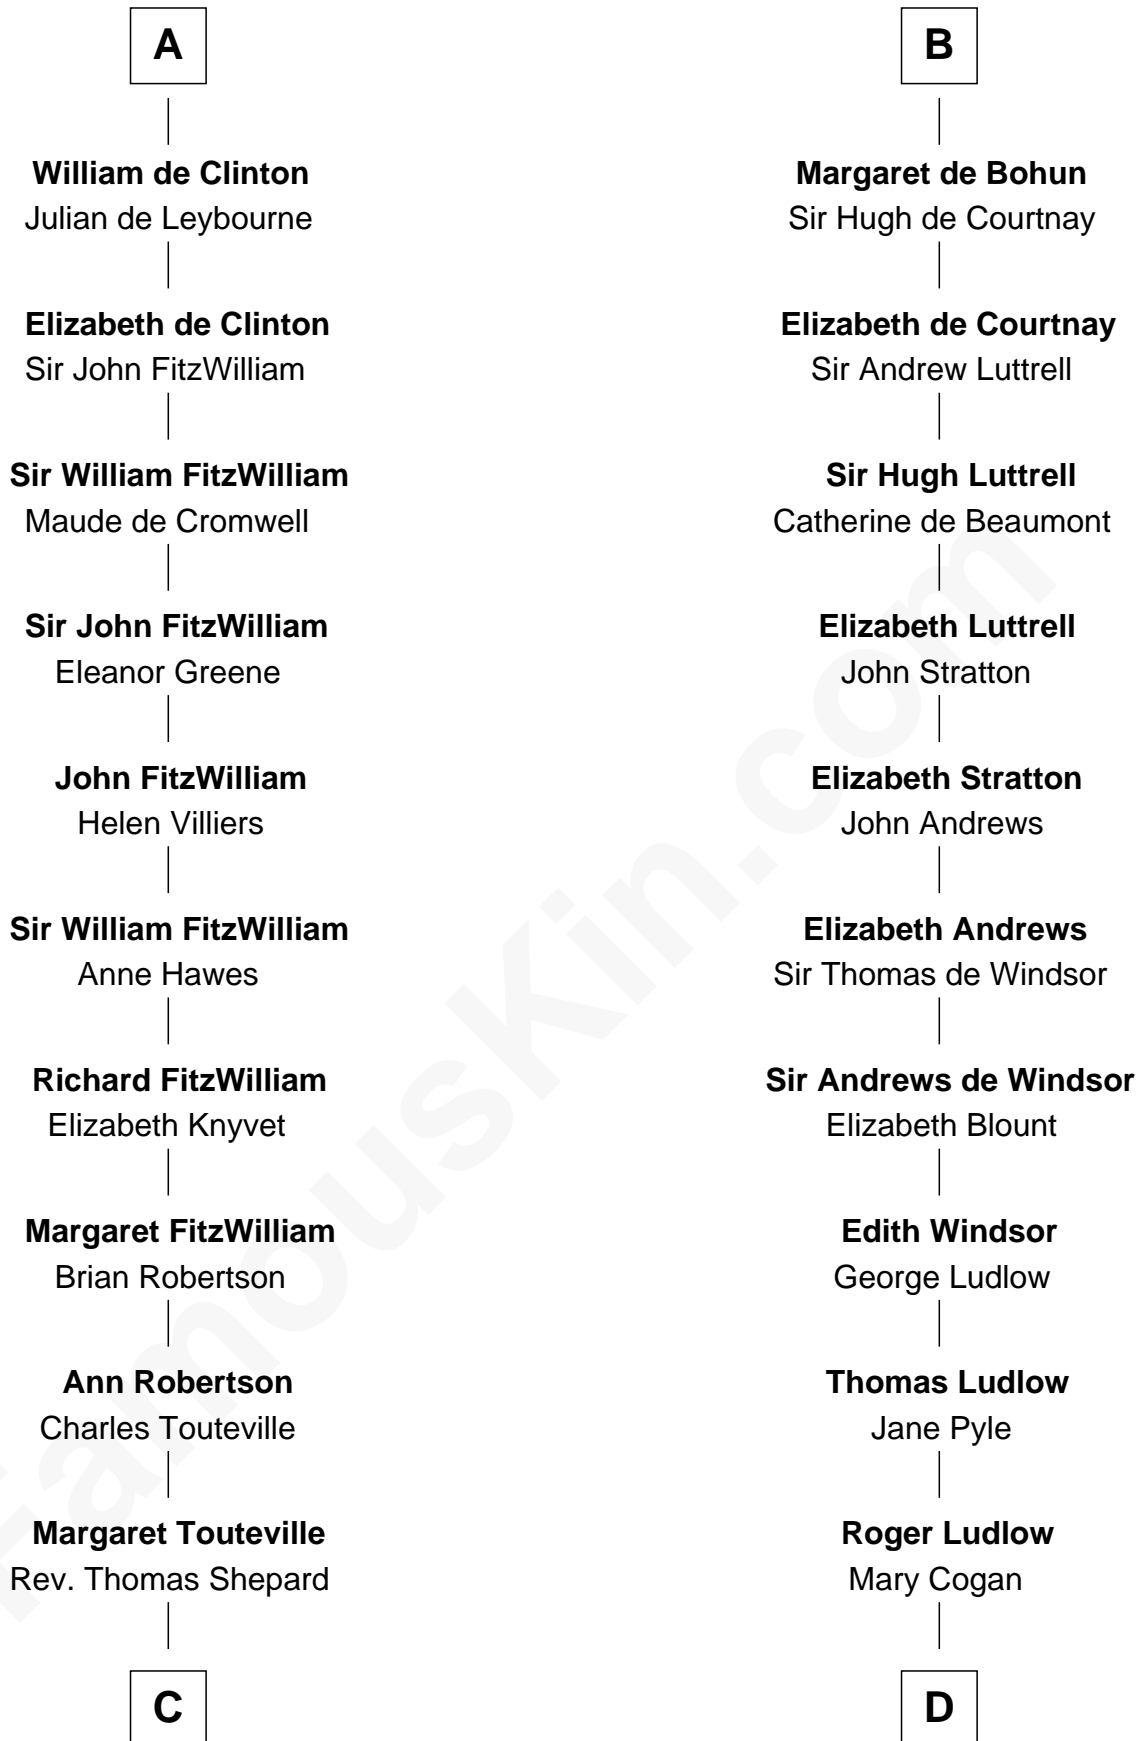 A
William de Clinton
Julian de Leybourne
Elizabeth de Clinton
Sir John FitzWilliam
Sir William FitzWilliam
Maude de Cromwell
Sir John FitzWilliam
Eleanor Greene
John FitzWilliam
Helen Villiers
Sir William FitzWilliam
Anne Hawes
Richard FitzWilliam
Elizabeth Knyvet
Margaret FitzWilliam
Brian Robertson
Ann Robertson
Charles Touteville
Margaret Touteville
Rev. Thomas Shepard
C
B
Margaret de Bohun
Sir Hugh de Courtnay
Elizabeth de Courtnay
Sir Andrew Luttrell
Sir Hugh Luttrell
Catherine de Beaumont
Elizabeth Luttrell
John Stratton
Elizabeth Stratton
John Andrews
Elizabeth Andrews
Sir Thomas de Windsor
Sir Andrews de Windsor
Elizabeth Blount
Edith Windsor
George Ludlow
Thomas Ludlow
Jane Pyle
Roger Ludlow
Mary Cogan
D
FamousKin.com